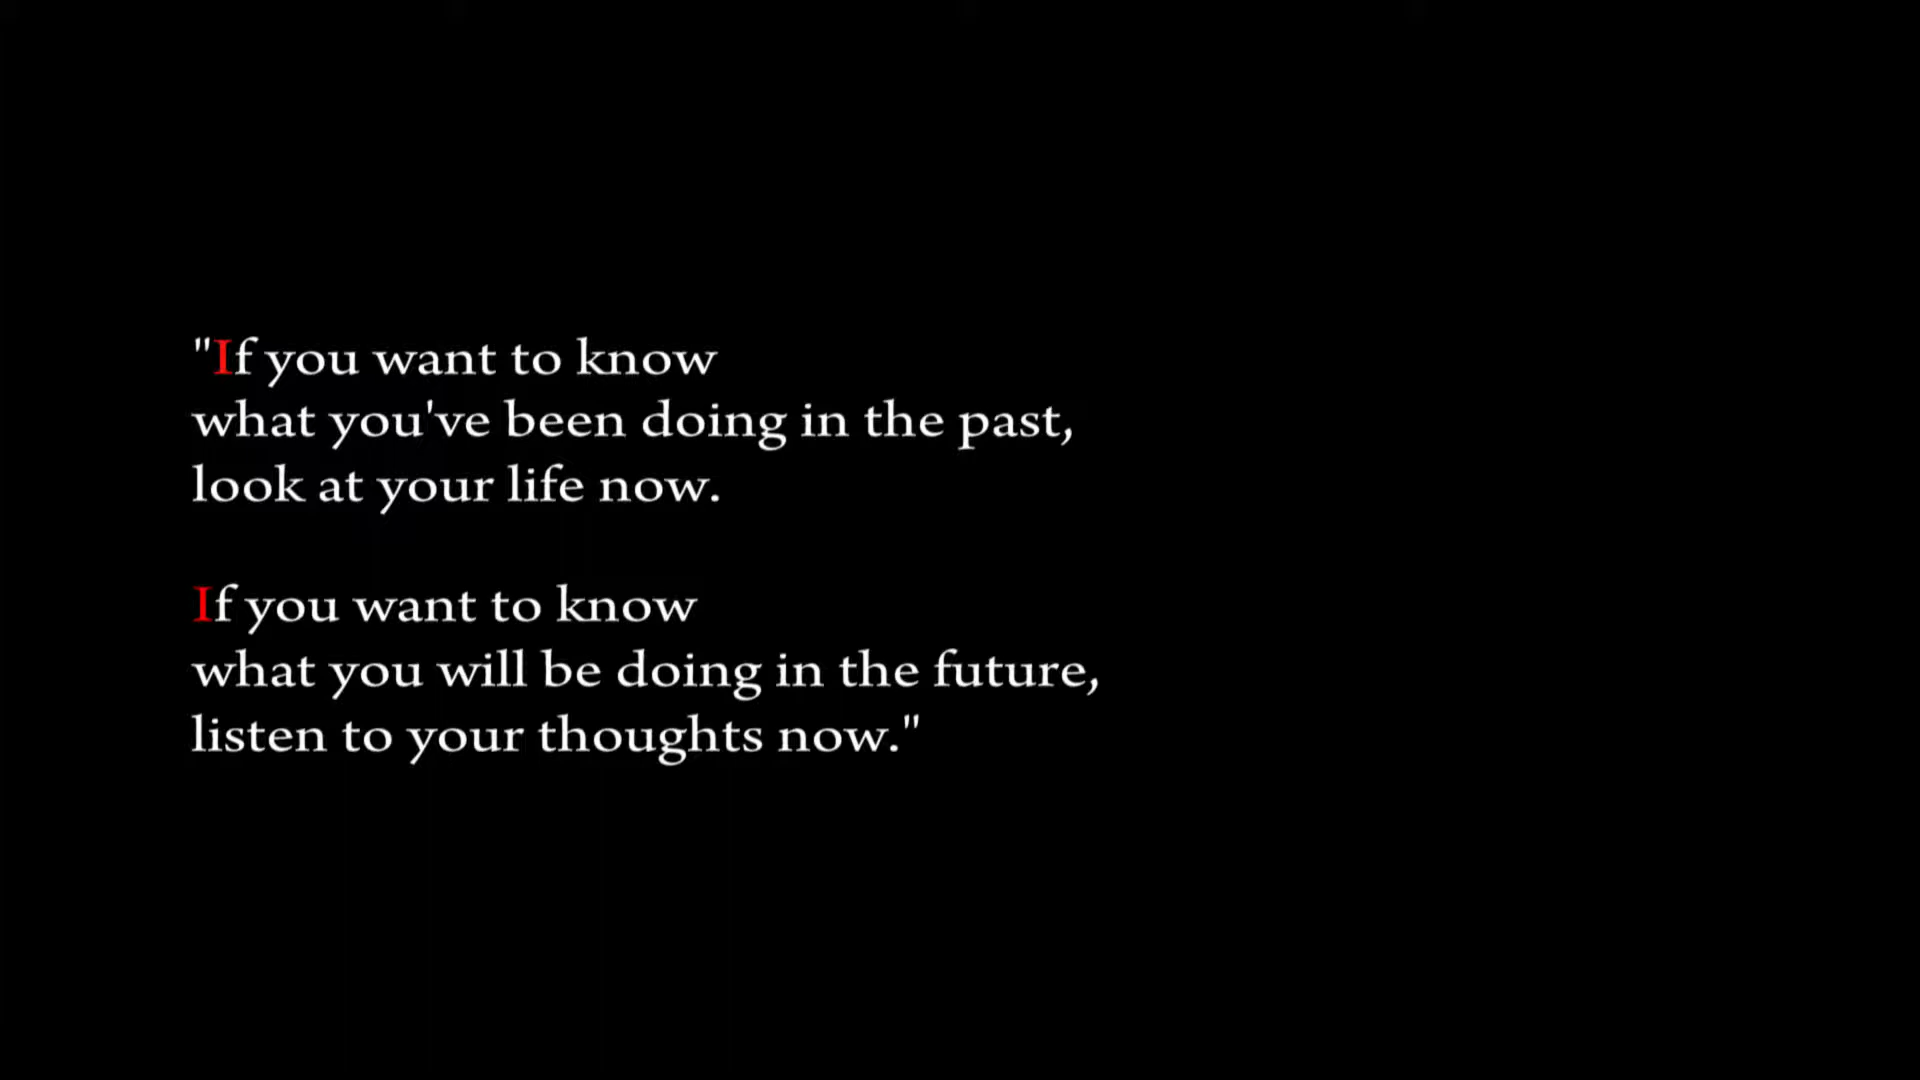 "If you want to know
what you've been doing in the past,
look at your life now.
If you want to know
what you will be doing in the future,
listen to your thoughts now."